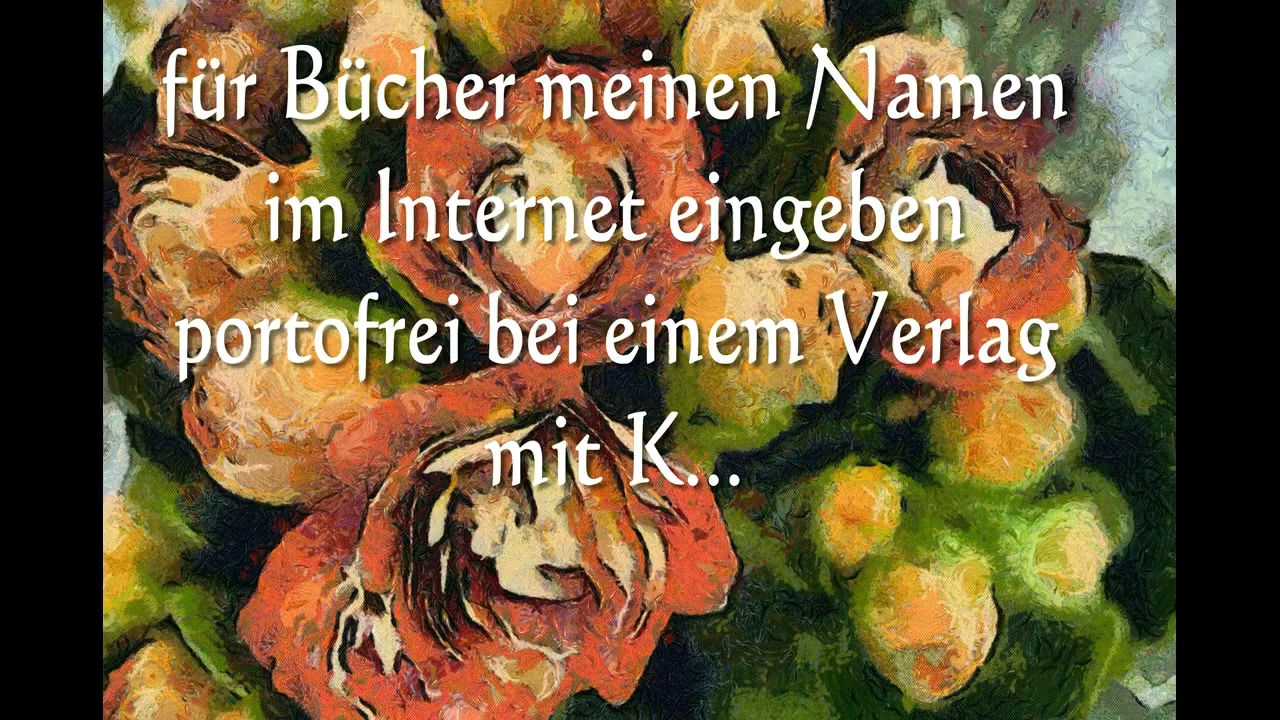 für Bücher meinen Namen
im Internet eingeben
portofrei bei einem Verlag
mit K...